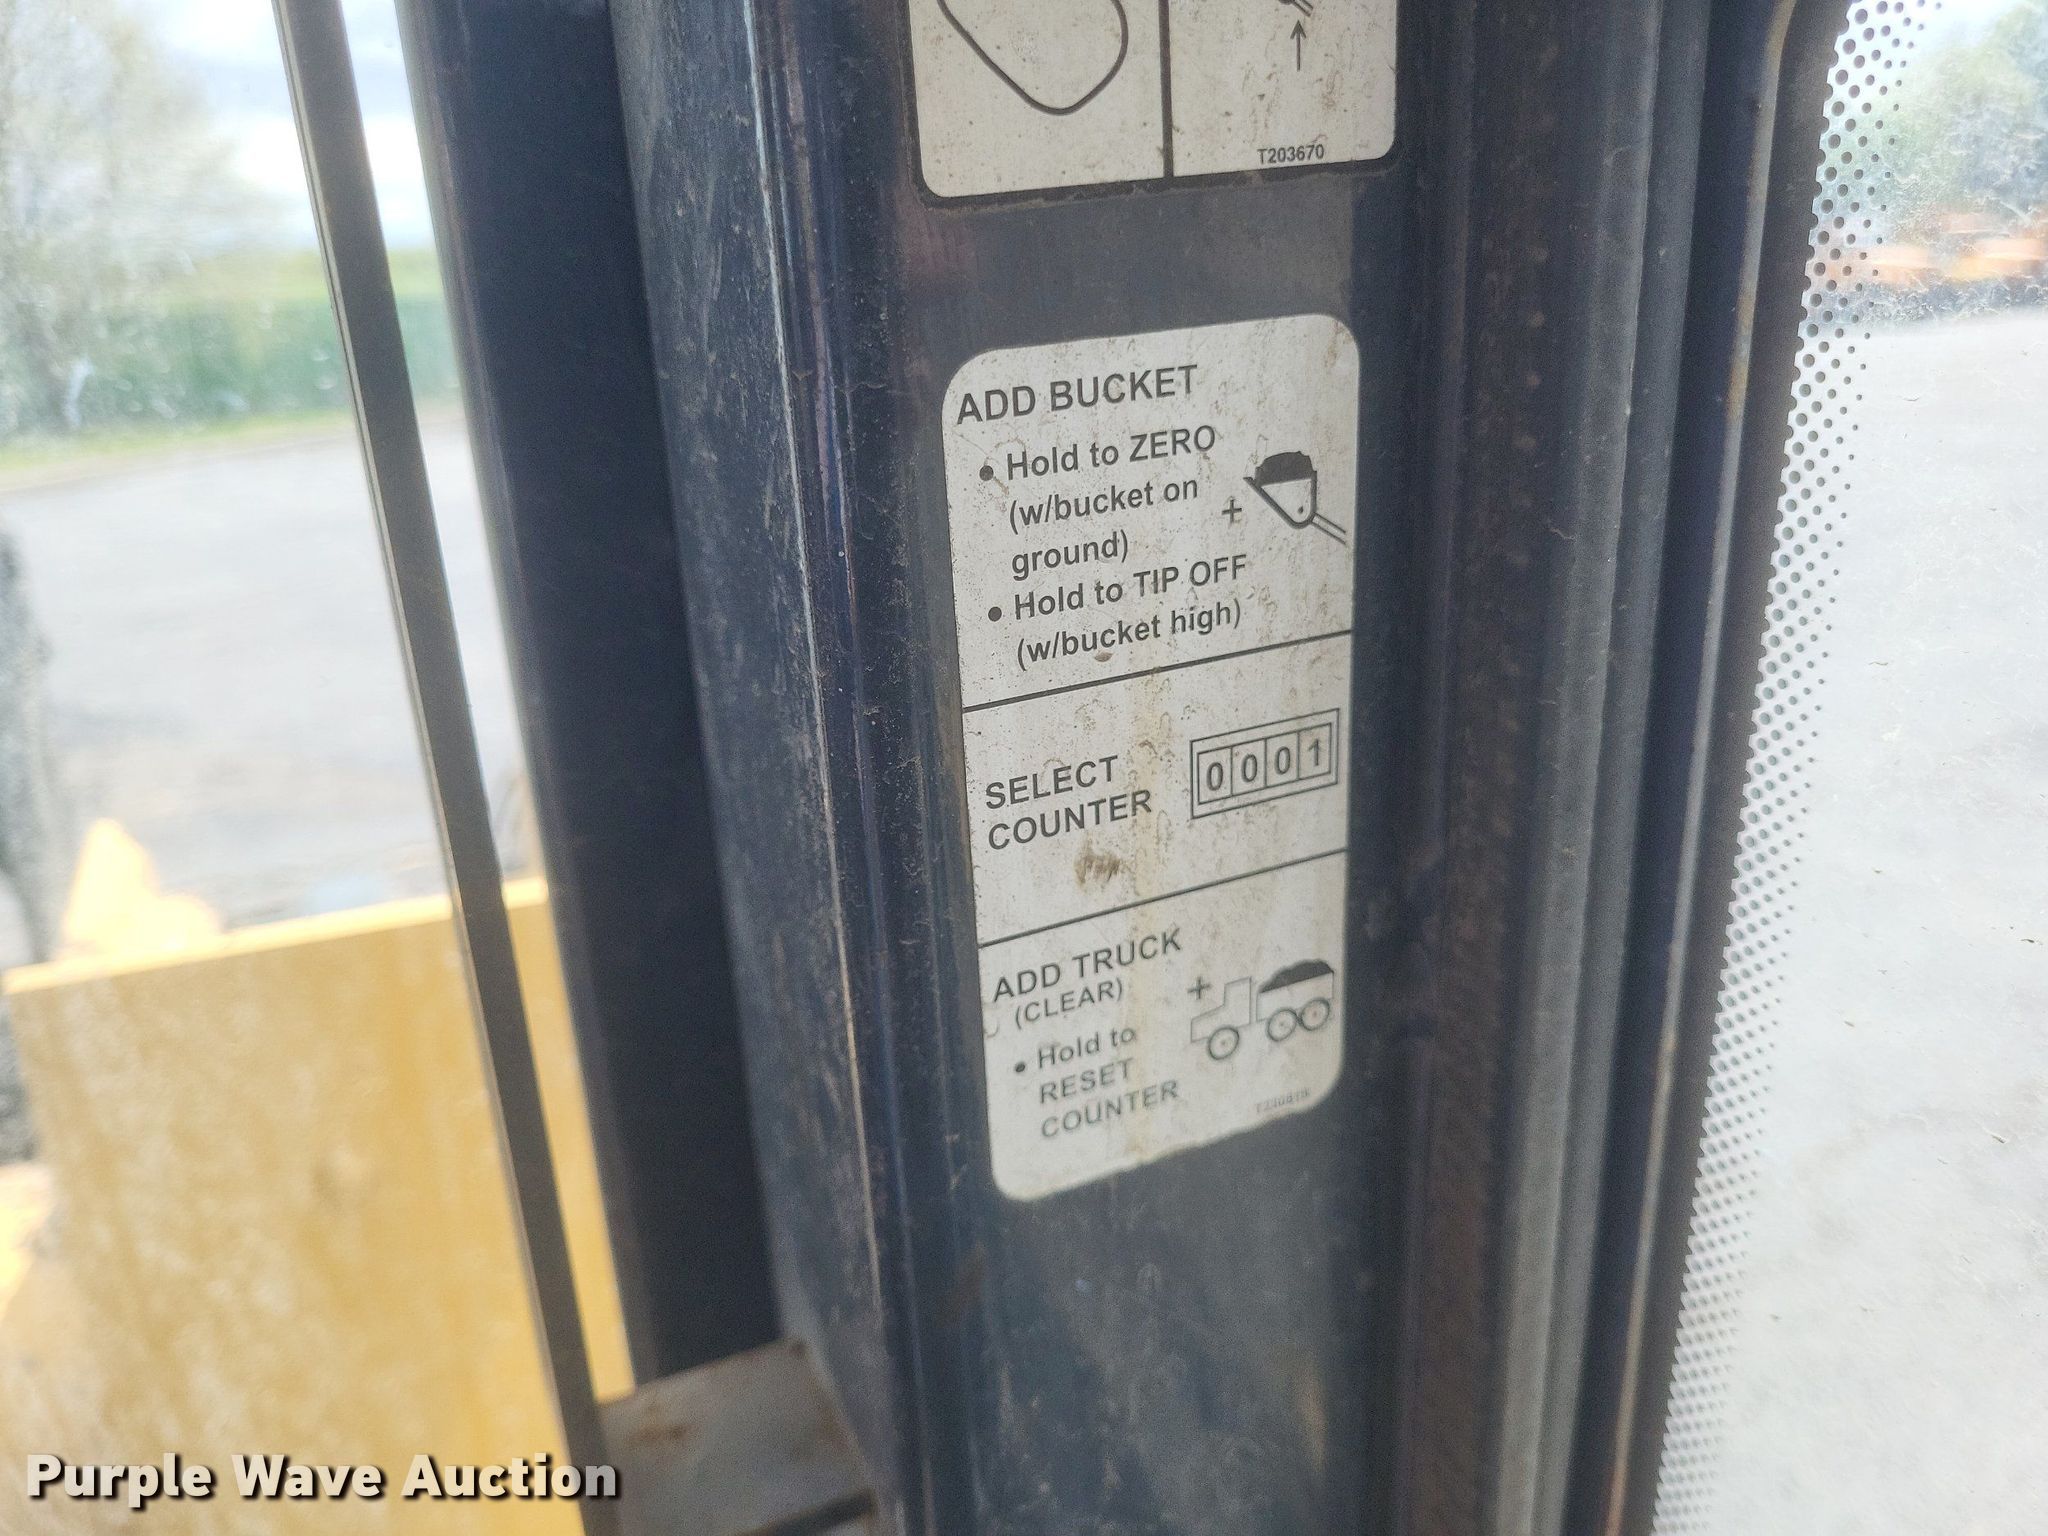 T203670
ADD BUCKET
• Hold to ZERO
(w/bucket on
ground)
+
• Hold to TIP OFF
(w/bucket high)
SELECT
COUNTER
0001
ADD TRUCK
(CLEAR)
+
• Hold to
RESET
COUNTER
Purple Wave Auction